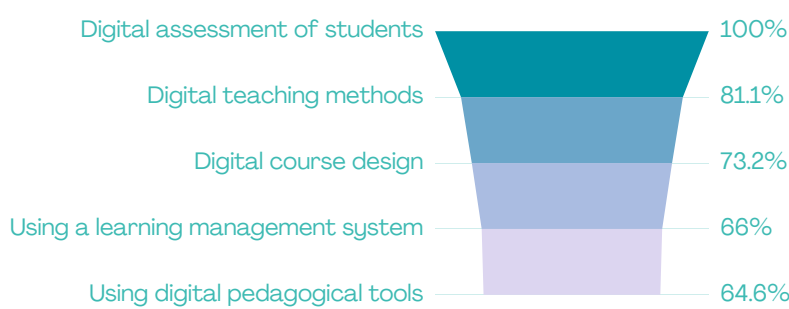 Digital assessment of students 100%
Digital teaching methods 81.1%
Digital course design 73.2%
Using a learning management system 66%
Using digital pedagogical tools 64.6%